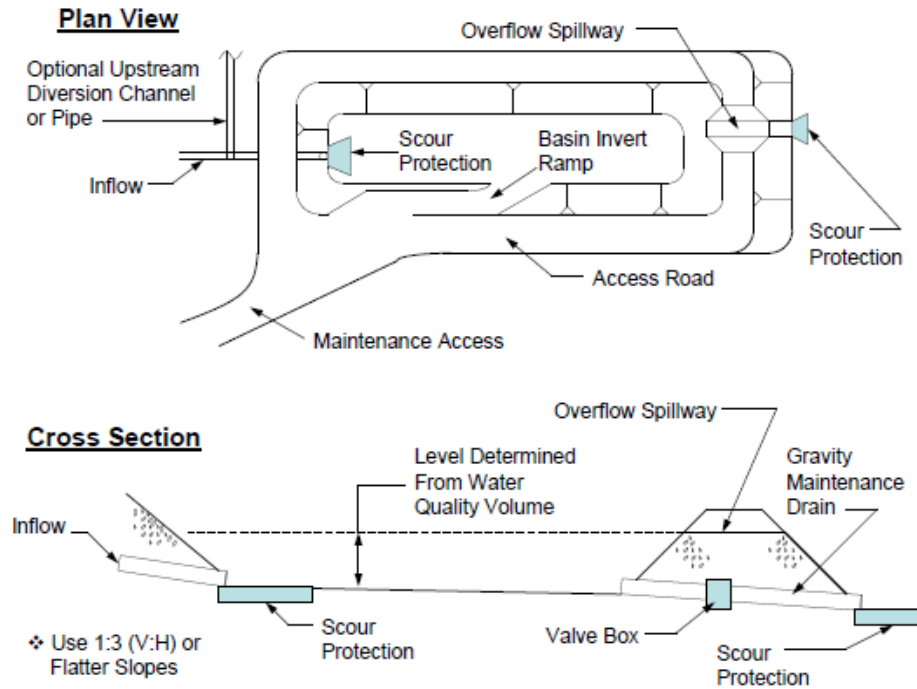 Plan View
Overflow Spillway
Optional Upstream
Diversion Channel
or Pipe
Scour
Protection
Basin Invert
Ramp
Inflow
Scour
Protection
Access Road
Maintenance Access
Overflow Spillway
Cross Section
Level Determined
From Water
Quality Volume
Gravity
Maintenance
Drain
Inflow
Scour
Protection
Valve Box
Scour
Protection
❖ Use 1:3 (V:H) or
Flatter Slopes